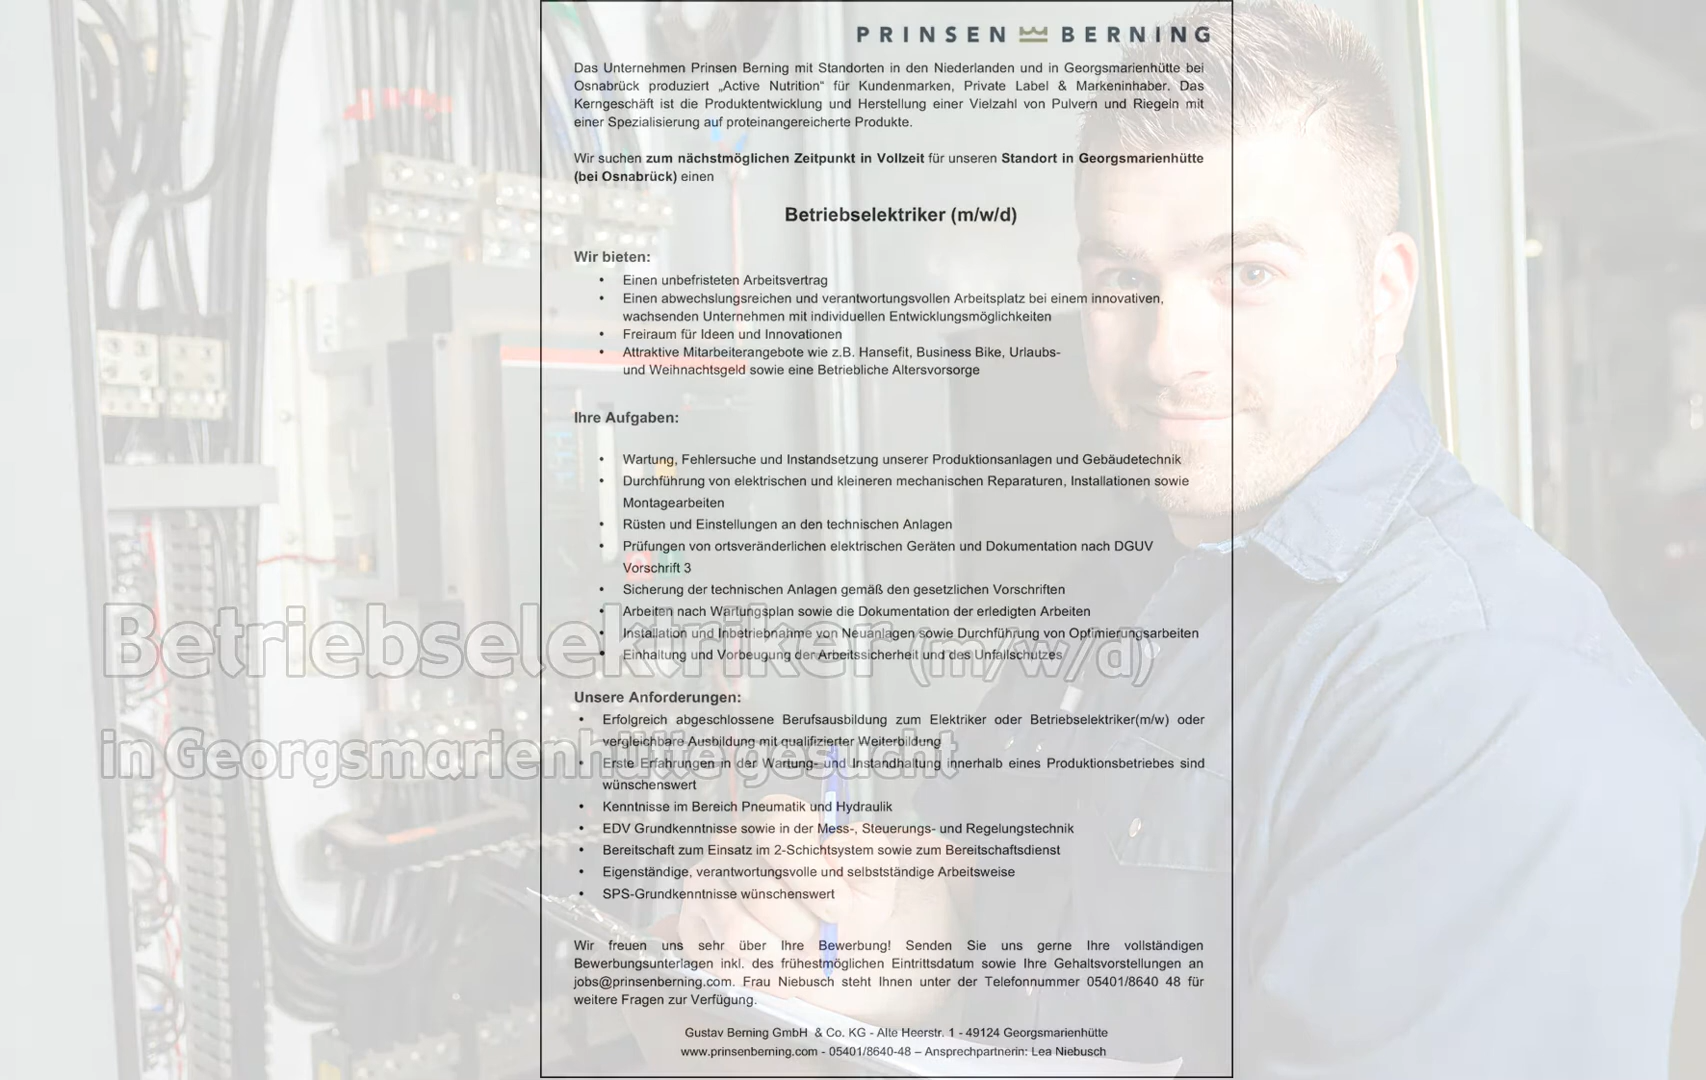 PRINSEN BERNING
Das Unternehmen Prinsen Berning mit Standorten in den Niederlanden und in Georgsmarienhütte bei
Osnabrück produziert „Active Nutrition“ für Kundenmarken, Private Label & Markeninhaber. Das
Kerngeschäft ist die Produktentwicklung und Herstellung einer Vielzahl von Pulvern und Riegeln mit
einer Spezialisierung auf proteinangereicherte Produkte.
Wir suchen zum nächstmöglichen Zeitpunkt in Vollzeit für unseren Standort in Georgsmarienhütte
(bei Osnabrück) einen
Betriebselektriker (m/w/d)
Wir bieten:
• Einen unbefristeten Arbeitsvertrag
• Einen abwechslungsreichen und verantwortungsvollen Arbeitsplatz bei einem innovativen,
wachsenden Unternehmen mit individuellen Entwicklungsmöglichkeiten
• Freiraum für Ideen und Innovationen
• Attraktive Mitarbeiterangebote wie z.B. Hansefit, Business Bike, Urlaubs-
und Weihnachtsgeld sowie eine Betriebliche Altersvorsorge
Ihre Aufgaben:
• Wartung, Fehlersuche und Instandsetzung unserer Produktionsanlagen und Gebäudetechnik
• Durchführung von elektrischen und kleineren mechanischen Reparaturen, Installationen sowie
Montagearbeiten
• Rüsten und Einstellungen an den technischen Anlagen
• Prüfungen von ortsveränderlichen elektrischen Geräten und Dokumentation nach DGUV
Vorschrift 3
• Sicherung der technischen Anlagen gemäß den gesetzlichen Vorschriften
• Arbeiten nach Wartungsplan sowie die Dokumentation der erledigten Arbeiten
• Installation und Inbetriebnahme von Neuanlagen sowie Durchführung von Optimierungsarbeiten
• Einhaltung und Vorbeugung der Arbeitssicherheit und des Unfallschutzes
Betriebselektriker (m/w/d)
in Georgsmarienhütte gesucht
Unsere Anforderungen:
• Erfolgreich abgeschlossene Berufsausbildung zum Elektriker oder Betriebselektriker(m/w) oder
vergleichbare Ausbildung mit qualifizierter Weiterbildung
• Erste Erfahrungen in der Wartung- und Instandhaltung innerhalb eines Produktionsbetriebes sind
wünschenswert
• Kenntnisse im Bereich Pneumatik und Hydraulik
• EDV Grundkenntnisse sowie in der Mess-, Steuerungs- und Regelungstechnik
• Bereitschaft zum Einsatz im 2-Schichtsystem sowie zum Bereitschaftsdienst
• Eigenständige, verantwortungsvolle und selbstständige Arbeitsweise
• SPS-Grundkenntnisse wünschenswert
Wir freuen uns sehr über Ihre Bewerbung! Senden Sie uns gerne Ihre vollständigen
Bewerbungsunterlagen inkl. des frühestmöglichen Eintrittsdatum sowie Ihre Gehaltsvorstellungen an
jobs@prinsenberning.com. Frau Niebusch steht Ihnen unter der Telefonnummer 05401/8640 48 für
weitere Fragen zur Verfügung.
Gustav Berning GmbH & Co. KG - Alte Heerstr. 1 - 49124 Georgsmarienhütte
www.prinsenberning.com - 05401/8640-48 – Ansprechpartnerin: Lea Niebusch